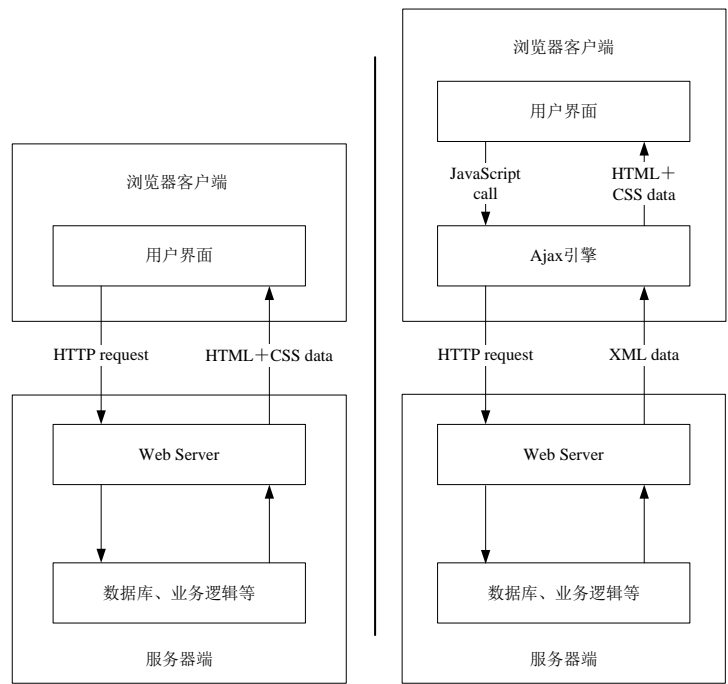 浏览器客户端
用户界面
HTTP request
HTML＋CSS data
Web Server
数据库、业务逻辑等
服务器端
浏览器客户端
用户界面
JavaScript
call
HTML＋
CSS data
Ajax引擎
HTTP request
XML data
Web Server
数据库、业务逻辑等
服务器端